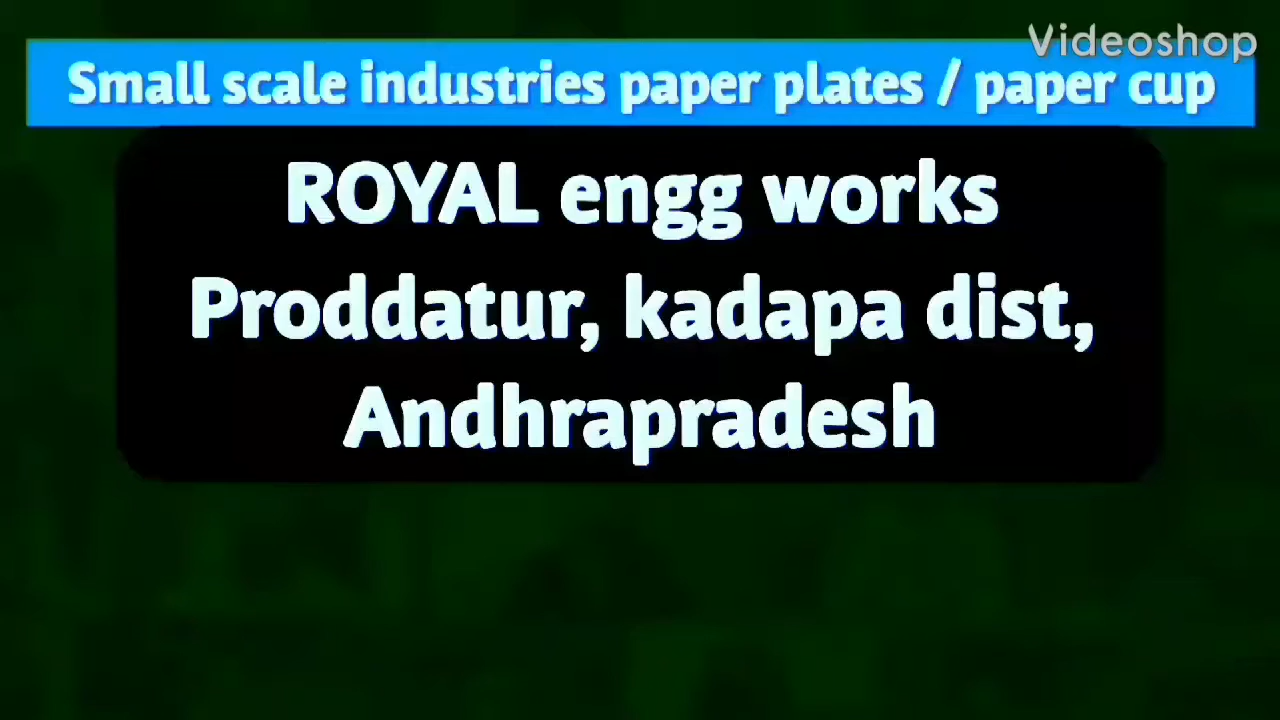 Videoshop
Small scale industries paper plates / paper cup
ROYAL engg works
Proddatur, kadapa dist,
Andhrapradesh